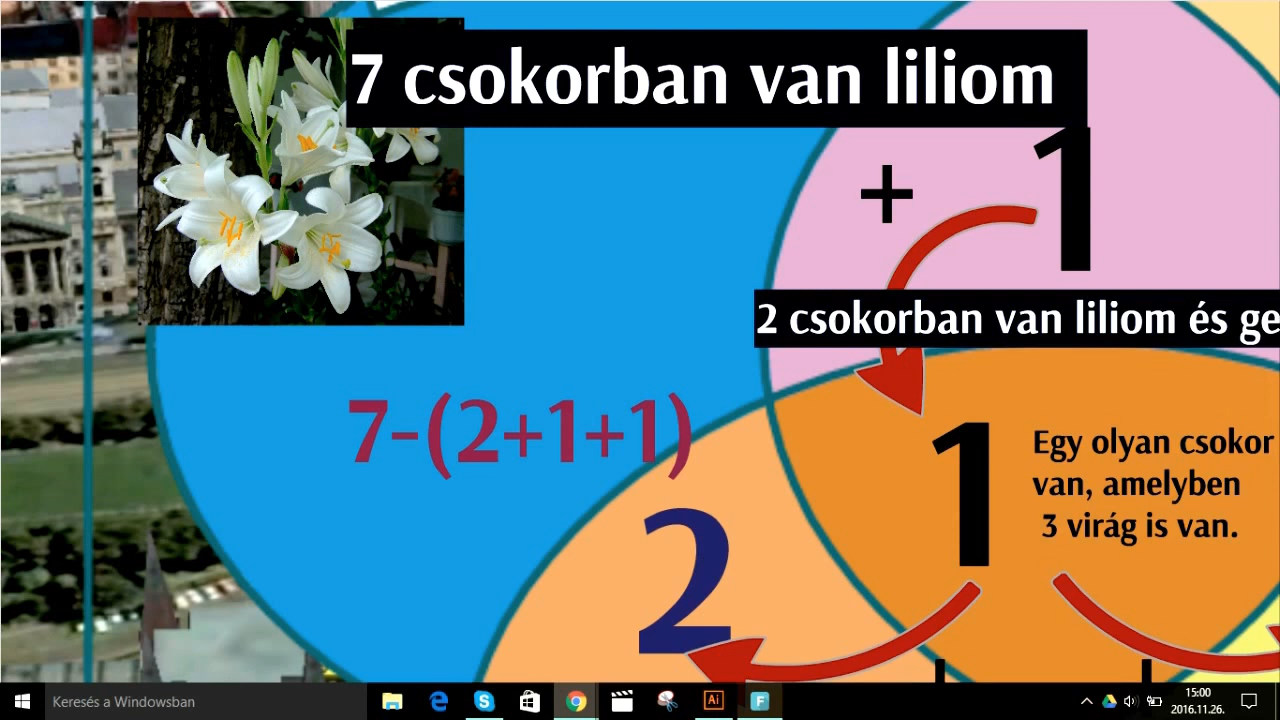 7 csokorban van liliom
+ 1
2 csokorban van liliom és ge
7-(2+1+1)
1
Egy olyan csokor
van, amelyben
3 virág is van.
2
Keresés a Windowsban
Ai
F
15:00
2016.11.26.